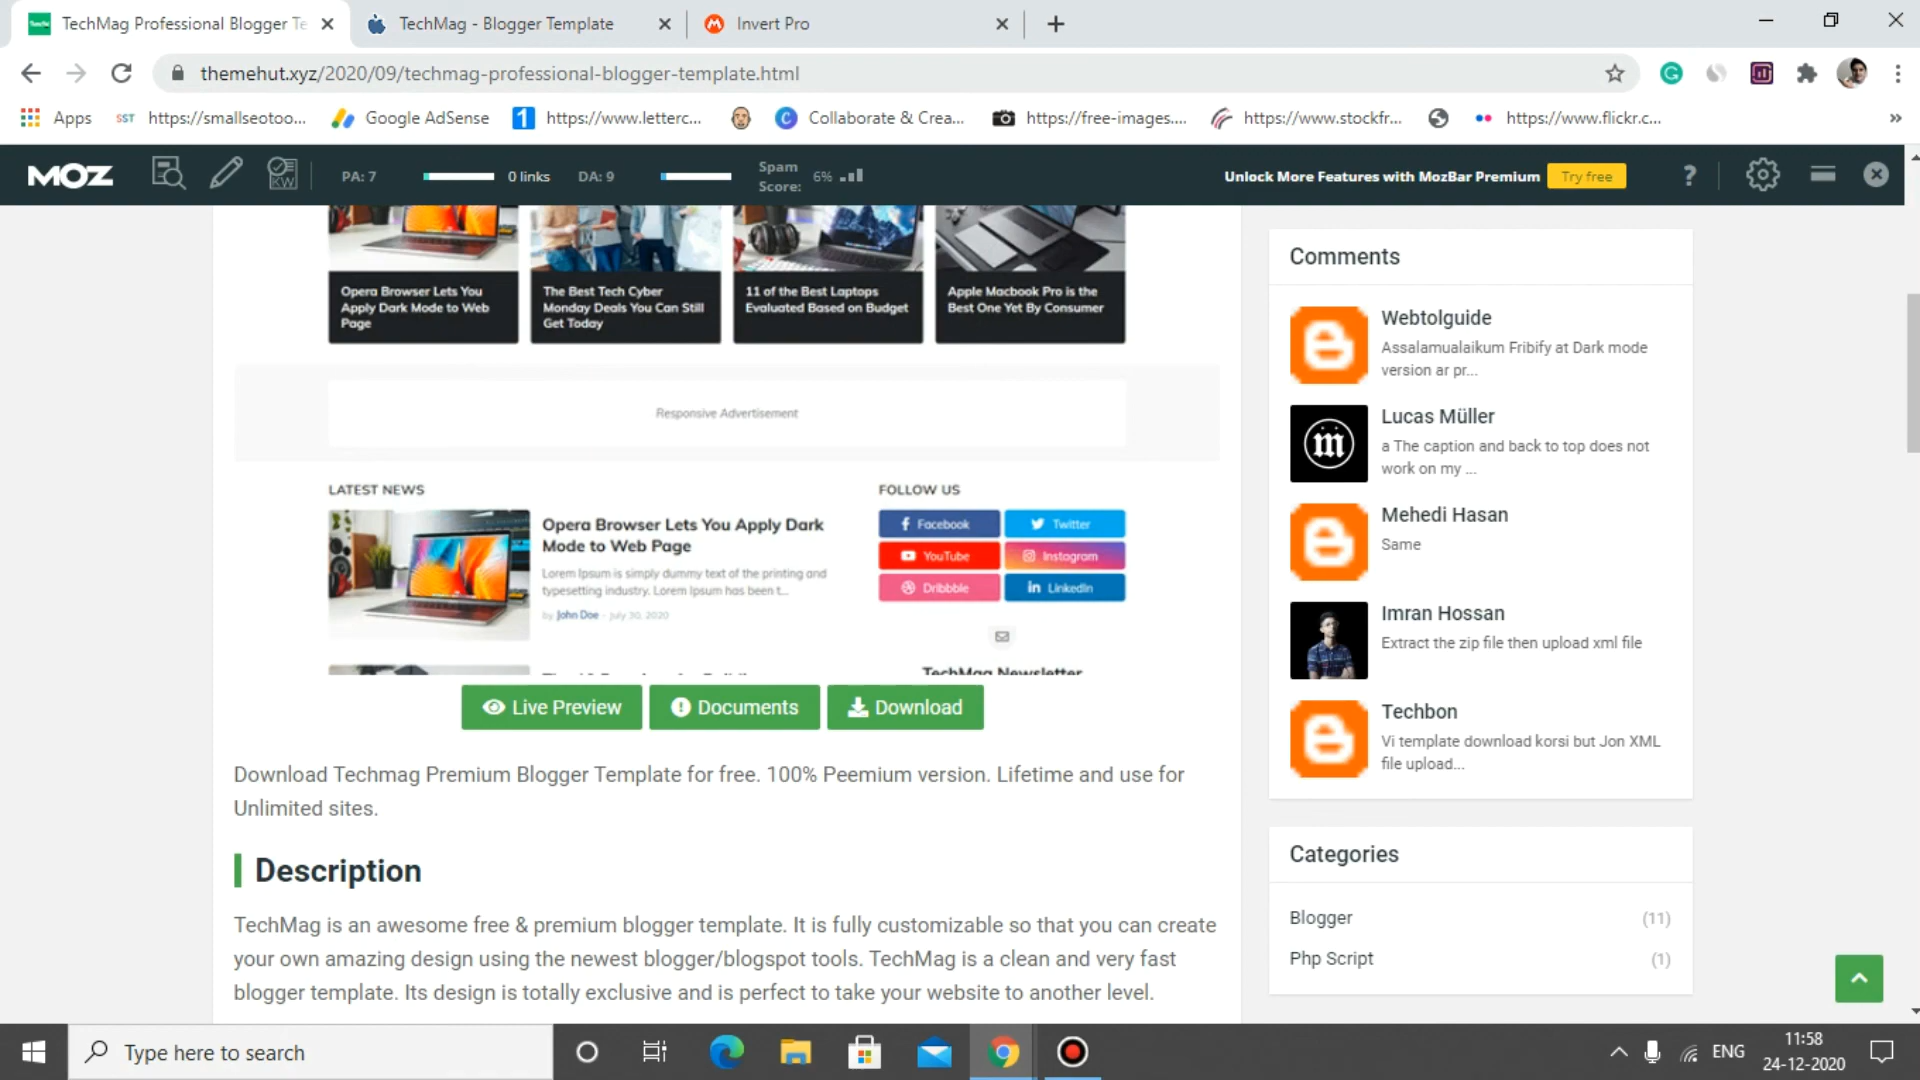 TechMag Professional Blogger Te
TechMag - Blogger Template
Invert Pro
themehut.xyz/2020/09/techmag-professional-blogger-template.html
Apps
SST
https://smallseotoo...
Google AdSense
1
https://www.letterc...
Collaborate & Crea...
https://free-images....
https://www.stockfr...
https://www.flickr.c...
MOZ
KW
PA: 7
0 links
DA: 9
Spam
Score:
6%
Unlock More Features with MozBar Premium
Try free
Opera Browser Lets You
Apply Dark Mode to Web
Page
The Best Tech Cyber
Monday Deals You Can Still
Get Today
11 of the Best Laptops
Evaluated Based on Budget
Apple Macbook Pro is the
Best One Yet By Consumer
Responsive Advertisement
LATEST NEWS
Opera Browser Lets You Apply Dark
Mode to Web Page
Lorem Ipsum is simply dummy text of the printing and
typesetting industry. Lorem Ipsum has been t...
by John Doe - July 30, 2020
FOLLOW US
Facebook
Twitter
YouTube
Instagram
Dribbble
LinkedIn
TechMag Newsletter
Live Preview
Documents
Download
Download Techmag Premium Blogger Template for free. 100% Peemium version. Lifetime and use for
Unlimited sites.
Description
TechMag is an awesome free & premium blogger template. It is fully customizable so that you can create
your own amazing design using the newest blogger/blogspot tools. TechMag is a clean and very fast
blogger template. Its design is totally exclusive and is perfect to take your website to another level.
Comments
Webtolguide
Assalamualaikum Fribify at Dark mode
version ar pr...
Lucas Müller
a The caption and back to top does not
work on my ...
Mehedi Hasan
Same
Imran Hossan
Extract the zip file then upload xml file
Techbon
Vi template download korsi but Jon XML
file upload...
Categories
Blogger
(11)
Php Script
(1)
Type here to search
ENG
11:58
24-12-2020